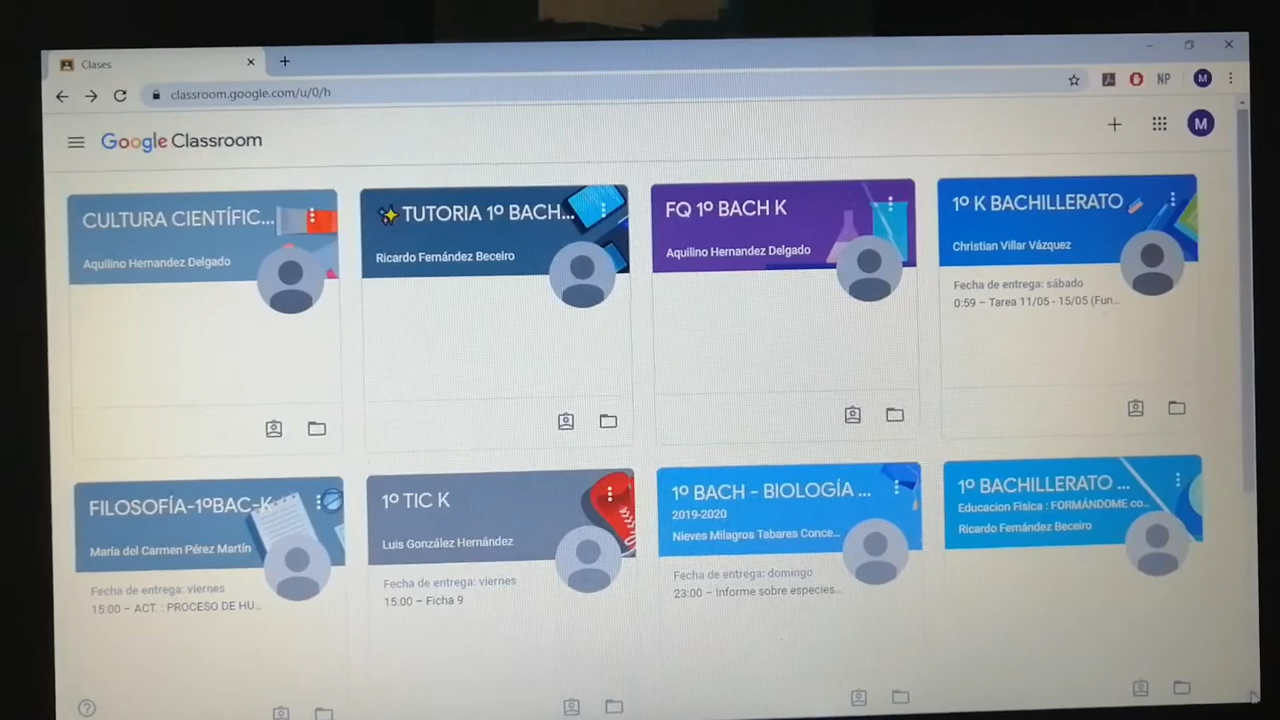 Clases
classroom.google.com/u/0/h
NP
M
Google Classroom
M
CULTURA CIENTÍFIC...
Aquilino Hernandez Delgado
✨TUTORIA 1º BACH...
Ricardo Fernández Beceiro
FQ 1º BACH K
Aquilino Hernandez Delgado
1º K BACHILLERATO
Christian Villar Vázquez
Fecha de entrega: sábado
0:59 – Tarea 11/05 - 15/05 (Fun...
FILOSOFÍA-1ºBAC-K
María del Carmen Pérez Martín
Fecha de entrega: viernes
15:00 – ACT. : PROCESO DE HU...
1º TIC K
Luis González Hernández
Fecha de entrega: viernes
15:00 – Ficha 9
1º BACH - BIOLOGÍA ...
2019-2020
Nieves Milagros Tabares Conce...
Fecha de entrega: domingo
23:00 – Informe sobre especies...
1º BACHILLERATO ...
Educacion Fisica : FORMÁNDOME co...
Ricardo Fernández Beceiro